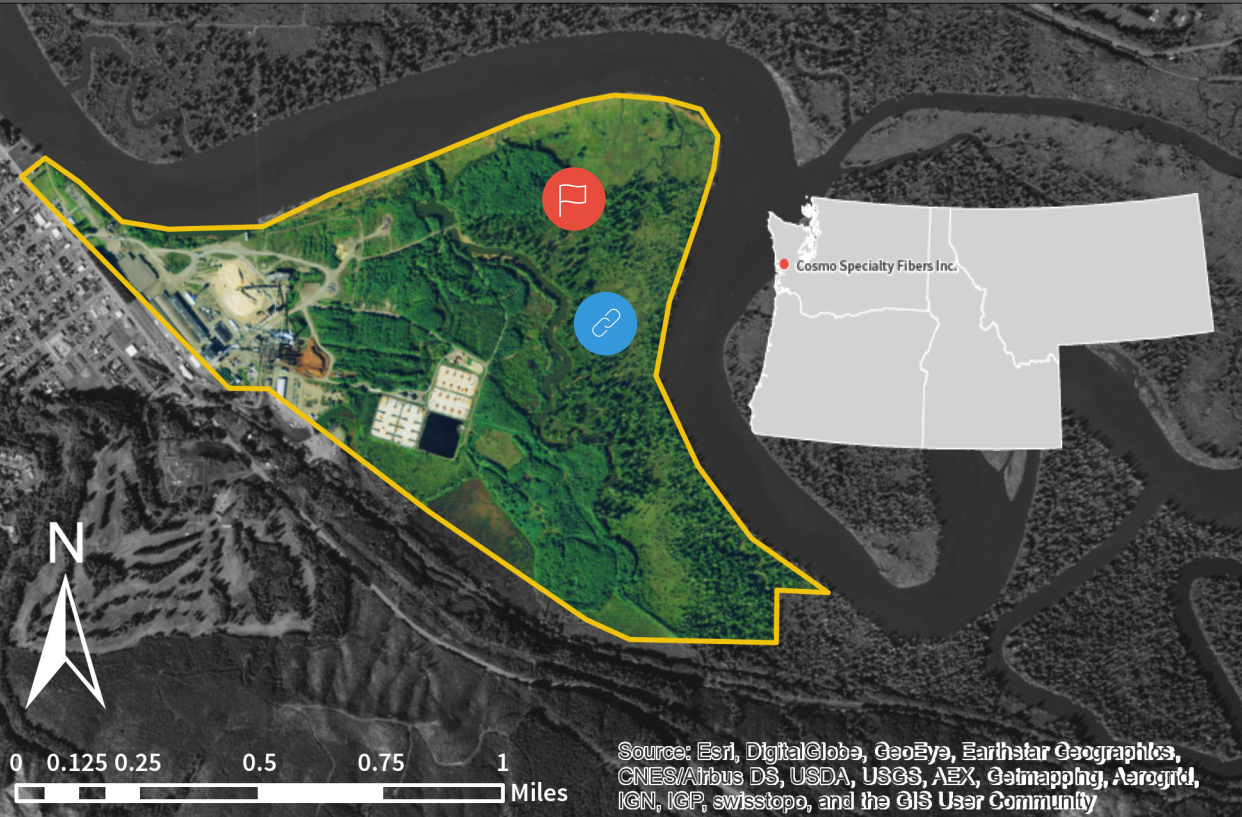 Cosmo Specialty Fibers Inc.
N
0 0.125 0.25 0.5 0.75 1
Miles
Source: Esri, DigitalGlobe, GeoEye, Earthstar Geographics,
CNES/Airbus DS, USDA, USGS, AEX, Getmapping, Aerogrid,
IGN, IGP, swisstopo, and the GIS User Community